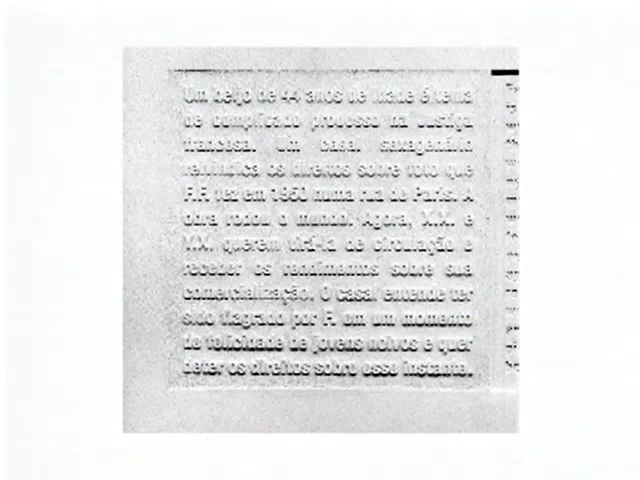 Um beijo de 44 anos de idade é tema
de complicado processo na Justiça
francesa. Um casal sexagenário
reivindica os direitos sobre foto que
F.F. fez em 1950 numa rua de Paris. A
obra rodou o mundo. Agora, X.X. e
Y.X. querem tirá-la de circulação e
receber os rendimentos sobre sua
comercialização. O casal entende ter
sido flagrado por F. em um momento
de felicidade de jovens noivos e quer
deter os direitos sobre esse instante.